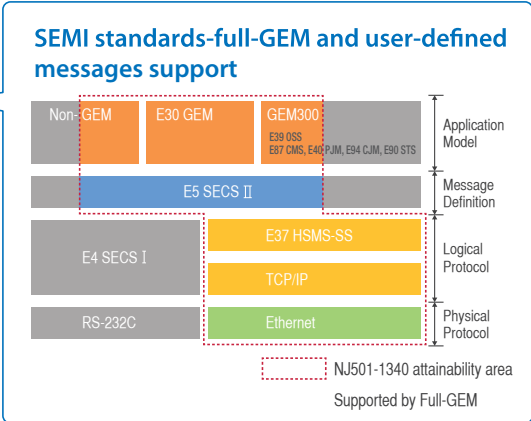 SEMI standards-full-GEM and user-defined
messages support
Non-GEM
E30 GEM
GEM300
E39 OSS
E87 CMS, E40 PJM, E94 CJM, E90 STS
Application
Model
E5 SECS Ⅱ
Message
Definition
E4 SECS Ⅰ
E37 HSMS-SS
TCP/IP
Logical
Protocol
RS-232C
Ethernet
Physical
Protocol
NJ501-1340 attainability area
Supported by Full-GEM